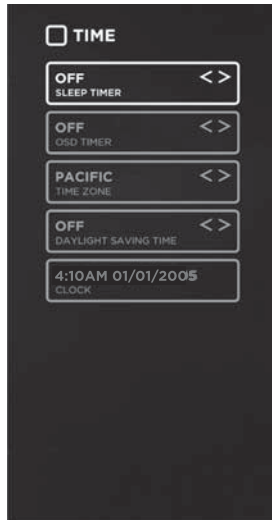 TIME
OFF < >
SLEEP TIMER
OFF < >
OSD TIMER
PACIFIC < >
TIME ZONE
OFF < >
DAYLIGHT SAVING TIME
4:10AM 01/01/2005
CLOCK